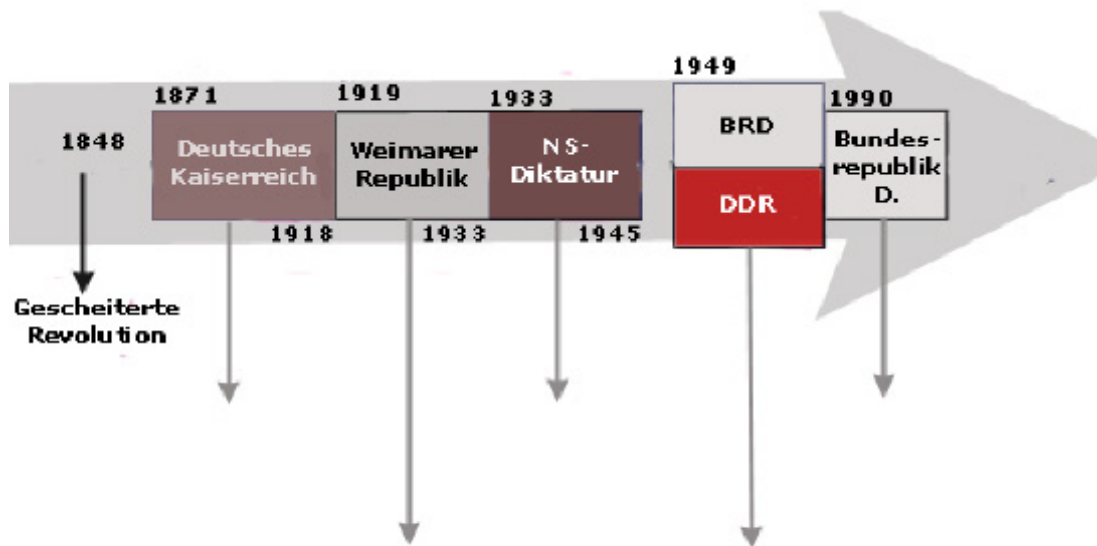 1848
Gescheiterte
Revolution
1871
Deutsches
Kaiserreich
1918
1919
Weimarer
Republik
1933
1933
NS-
Diktatur
1945
1949
BRD
DDR
1990
Bundes-
republik
D.